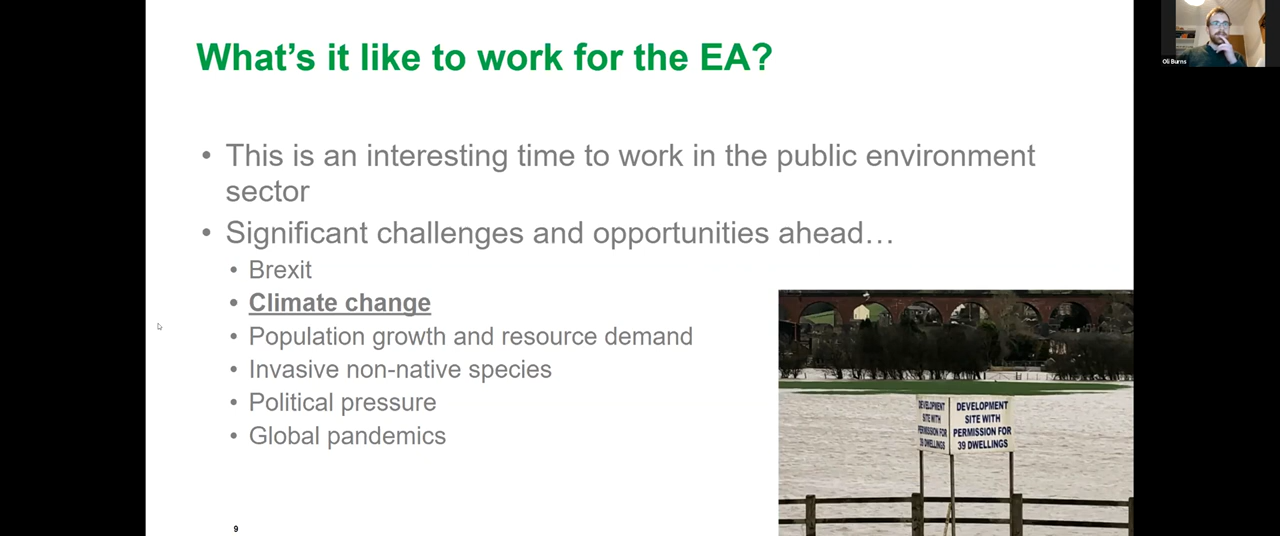 What's it like to work for the EA?
Oli Burns
• This is an interesting time to work in the public environment
sector
• Significant challenges and opportunities ahead…
• Brexit
• Climate change
• Population growth and resource demand
• Invasive non-native species
• Political pressure
• Global pandemics
DEVELOPMENT
SITE WITH
PERMISSION FOR
39 DWELLINGS
DEVELOPMENT
SITE WITH
PERMISSION FOR
39 DWELLINGS
9